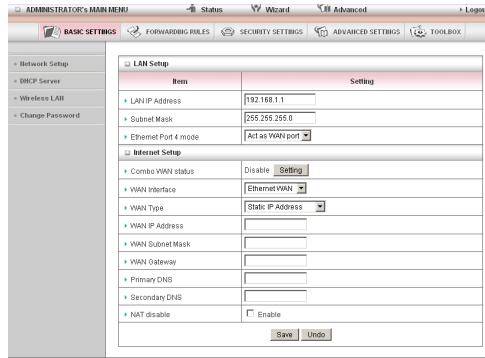 ADMINISTRATOR's MAIN MENU Status Wizard Advanced Logou
BASIC SETTINGS FORWARDING RULES SECURITY SETTINGS ADVANCED SETTINGS TOOLBOX
Network Setup
DHCP Server
Wireless LAN
Change Password
LAN Setup
Item Setting
LAN IP Address 192.168.1.1
Subnet Mask 255.255.255.0
Ethernet Port 4 mode Act as WAN port
Internet Setup
Combo WAN status Disable Setting
WAN Interface Ethernet WAN
WAN Type Static IP Address
WAN IP Address
WAN Subnet Mask
WAN Gateway
Primary DNS
Secondary DNS
NAT disable Enable
Save Undo